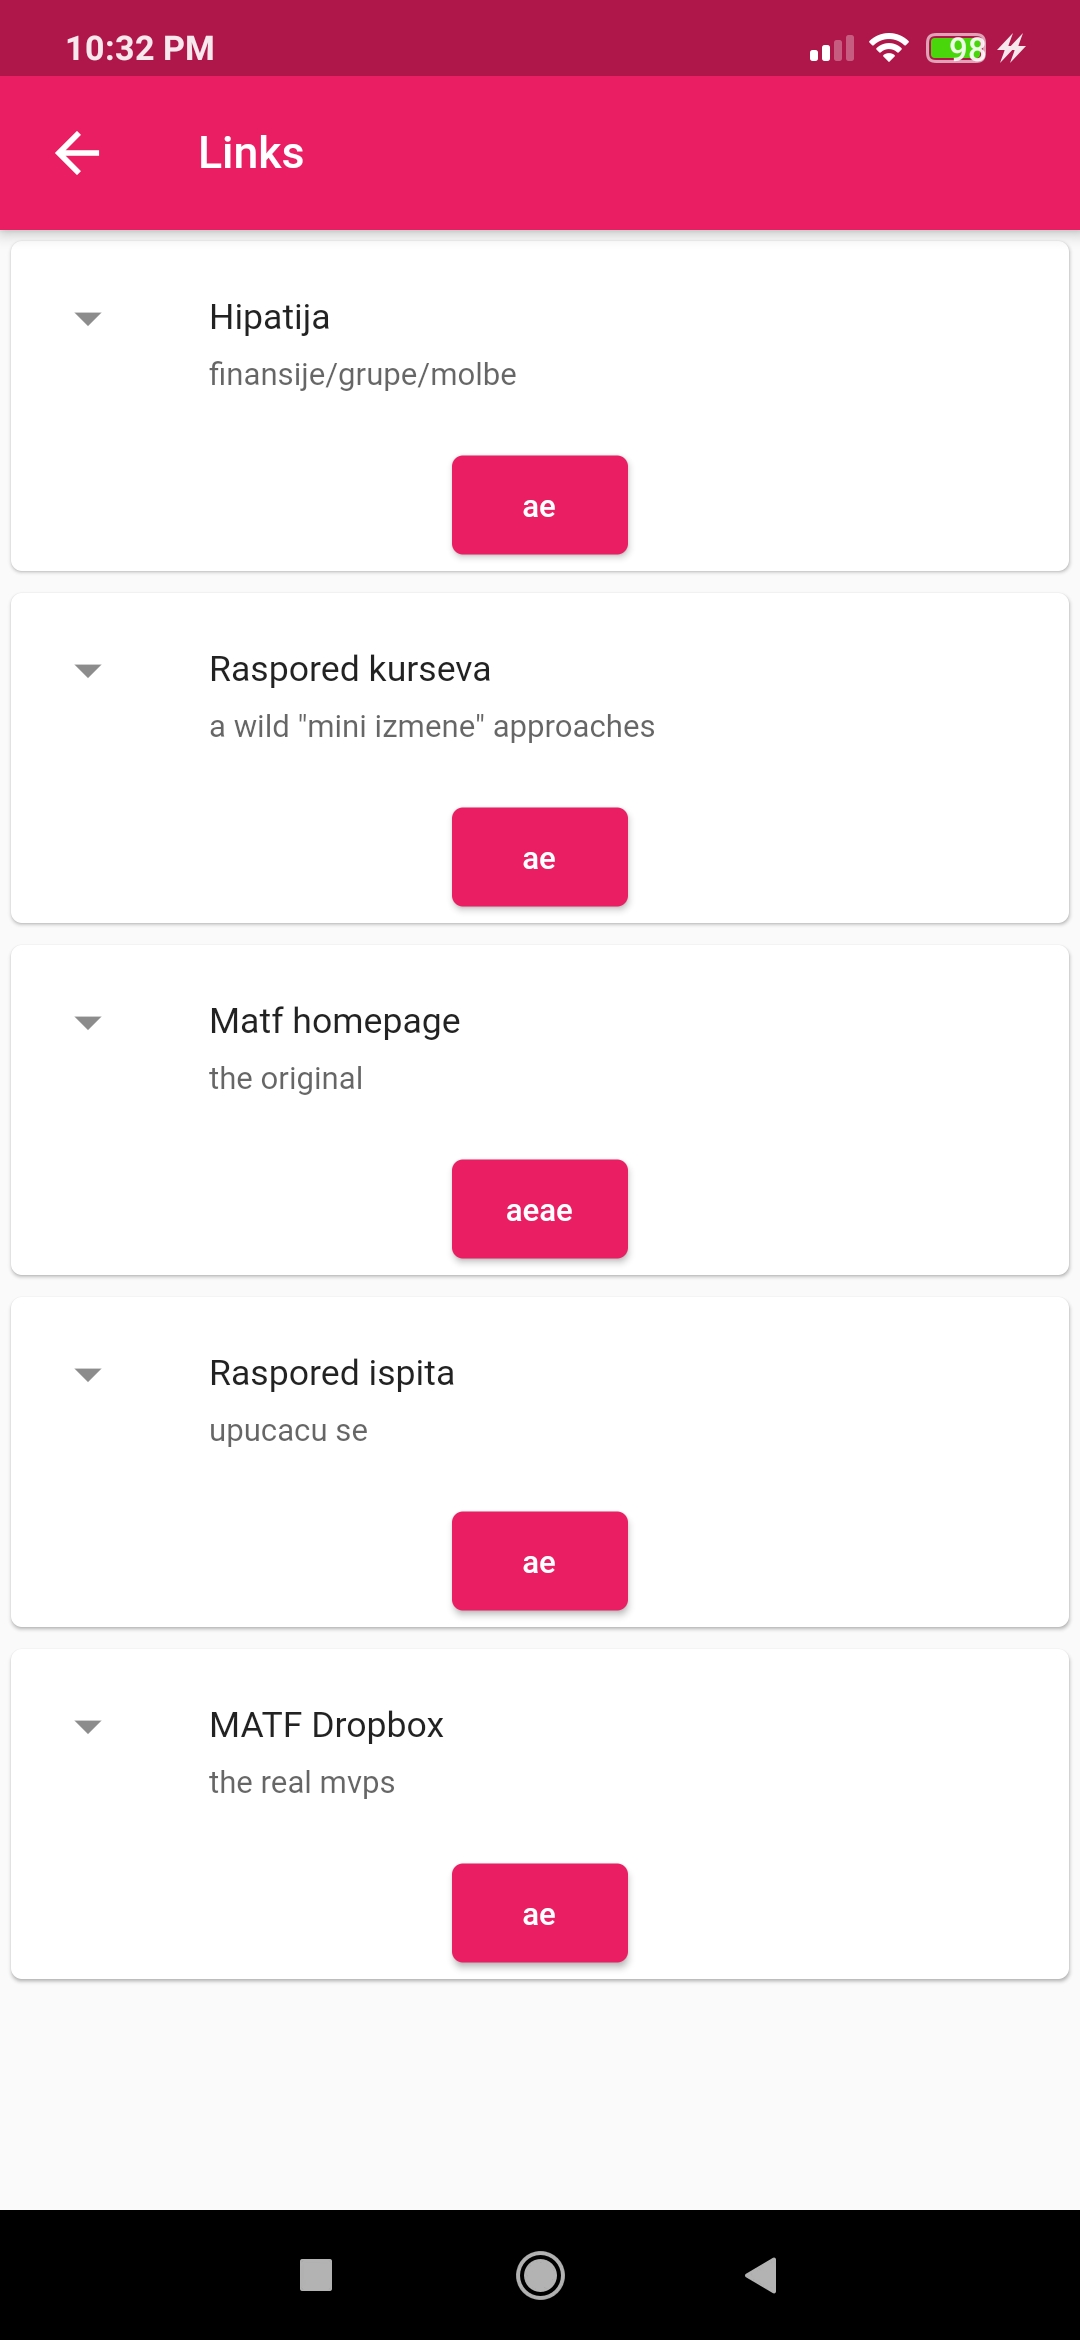 10:32 PM
98
Links
Hipatija
finansije/grupe/molbe
ae
Raspored kurseva
a wild "mini izmene" approaches
ae
Matf homepage
the original
aeae
Raspored ispita
upucacu se
ae
MATF Dropbox
the real mvps
ae